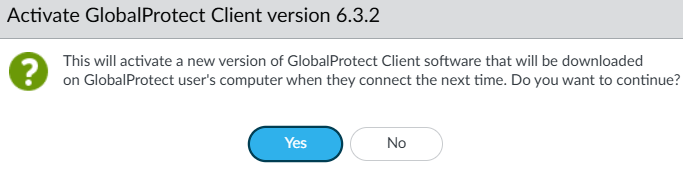 Activate GlobalProtect Client version 6.3.2
?
This will activate a new version of GlobalProtect Client software that will be downloaded
on GlobalProtect user's computer when they connect the next time. Do you want to continue?
Yes No